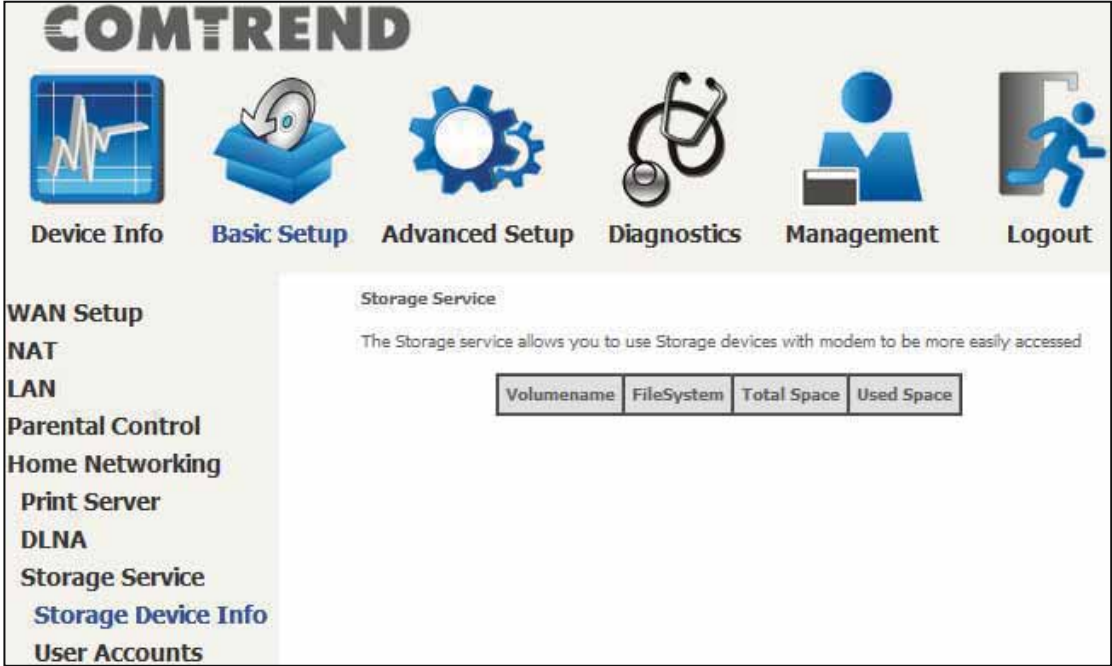 COMTREND
Device Info Basic Setup Advanced Setup Diagnostics Management Logout
WAN Setup
NAT
LAN
Parental Control
Home Networking
Print Server
DLNA
Storage Service
Storage Device Info
User Accounts
Storage Service
The Storage service allows you to use Storage devices with modem to be more easily accessed
Volumename FileSystem Total Space Used Space